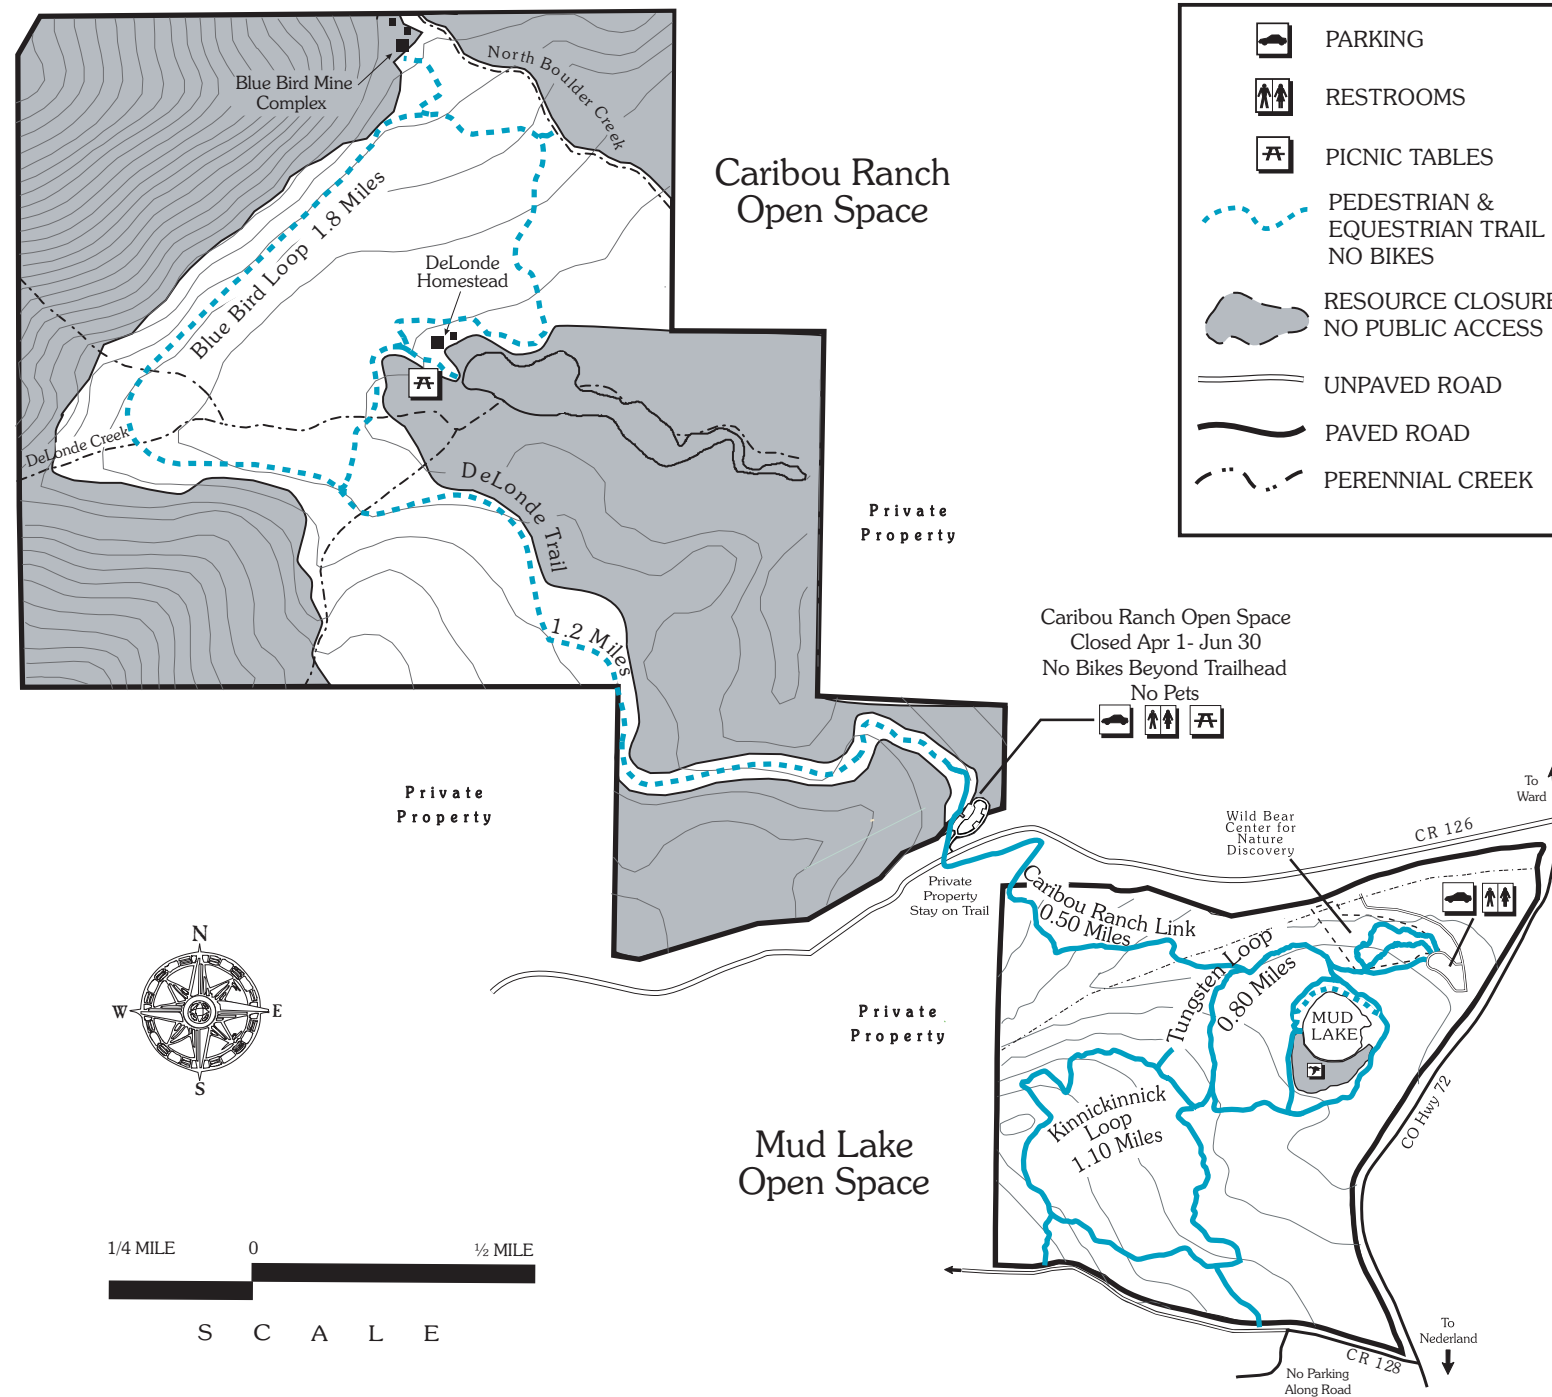 Blue Bird Mine
Complex
North Boulder Creek
Caribou Ranch
Open Space
Blue Bird Loop 1.8 Miles
DeLonde
Homestead
DeLonde Creek
DeLonde Trail
1.2 Miles
Private
Property
PARKING
RESTROOMS
PICNIC TABLES
PEDESTRIAN &
EQUESTRIAN TRAIL
NO BIKES
RESOURCE CLOSURE
NO PUBLIC ACCESS
UNPAVED ROAD
PAVED ROAD
PERENNIAL CREEK
Caribou Ranch Open Space
Closed Apr 1- Jun 30
No Bikes Beyond Trailhead
No Pets
Private
Property
To
Ward
CR 126
Wild Bear
Center for
Nature
Discovery
Private
Property
Stay on Trail
Caribou Ranch Link
0.50 Miles
Tungsten Loop
0.80 Miles
MUD
LAKE
Private
Property
Kinnickinnick
Loop
1.10 Miles
CO Hwy 72
Mud Lake
Open Space
N
W
E
S
1/4 MILE
0
½ MILE
S C A L E
To
Nederland
CR 128
No Parking
Along Road